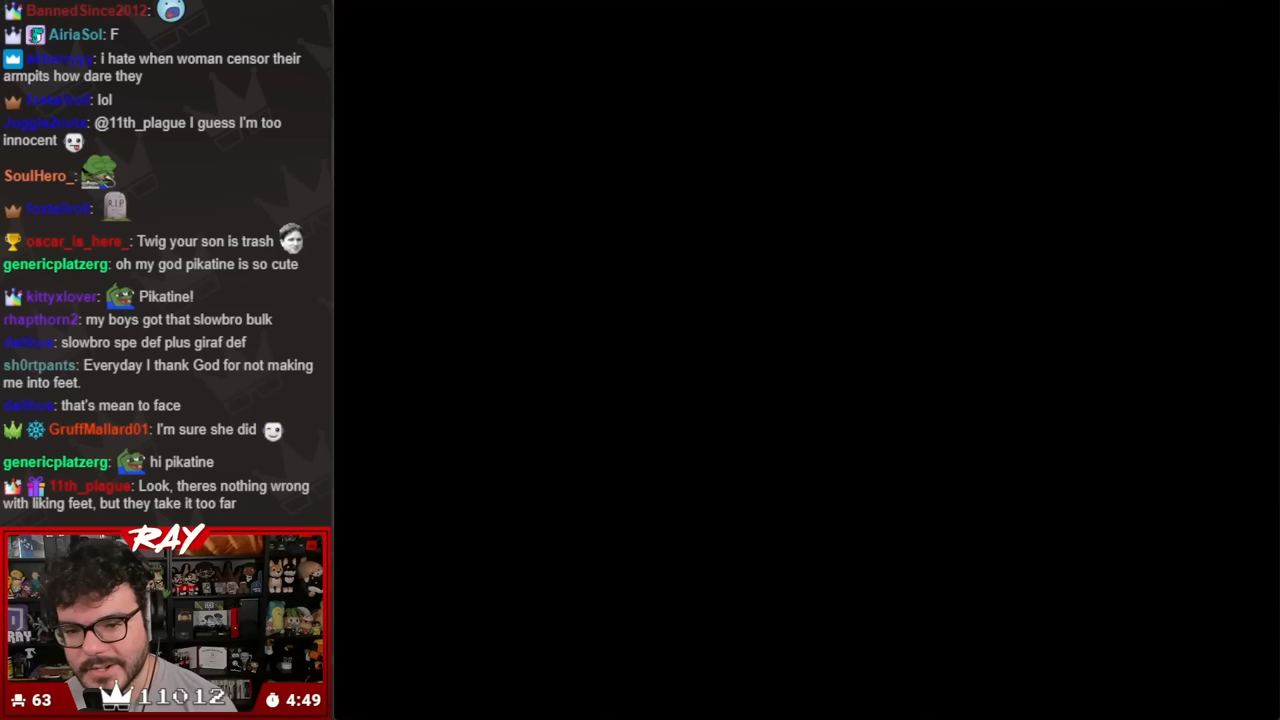 BannedSince2012:
AiriaSol: F
: i hate when woman censor their
armpits how dare they
: lol
: @11th_plague I guess I'm too
innocent
SoulHero_:
R.I.P
oscar_is_here_: Twig your son is trash
genericplatzerg: oh my god pikatine is so cute
kittyxlover: Pikatine!
rhapthorn2: my boys got that slowbro bulk
: slowbro spe def plus giraf def
sh0rtpants: Everyday I thank God for not making
me into feet.
: that's mean to face
GruffMallard01: I'm sure she did
genericplatzerg: hi pikatine
11th_plague: Look, theres nothing wrong
with liking feet, but they take it too far
RAY
RAY
63 11012 4:49